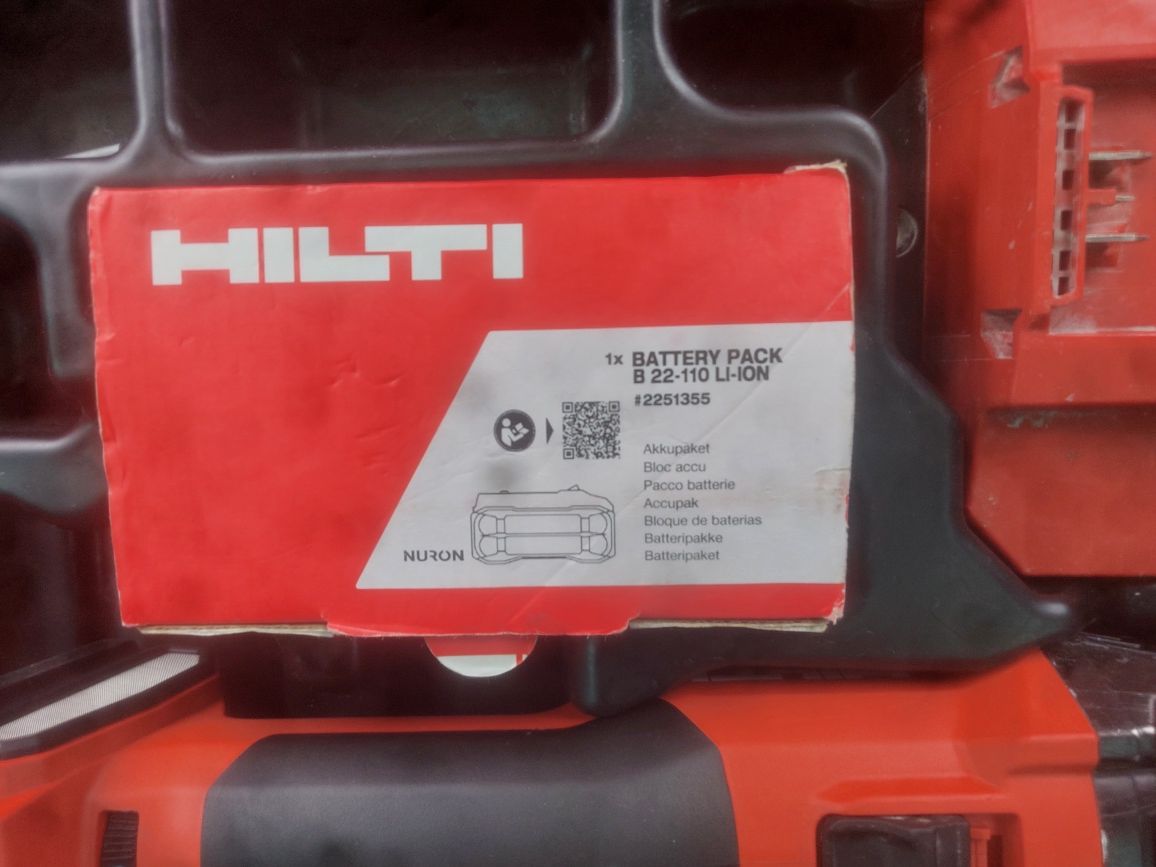 HILTI
1x BATTERY PACK
B 22-110 LI-ION
#2251355
Akkupaket
Bloc accu
Pacco batterie
Accupak
Bloque de baterias
Batteripakke
Batteripaket
NURON